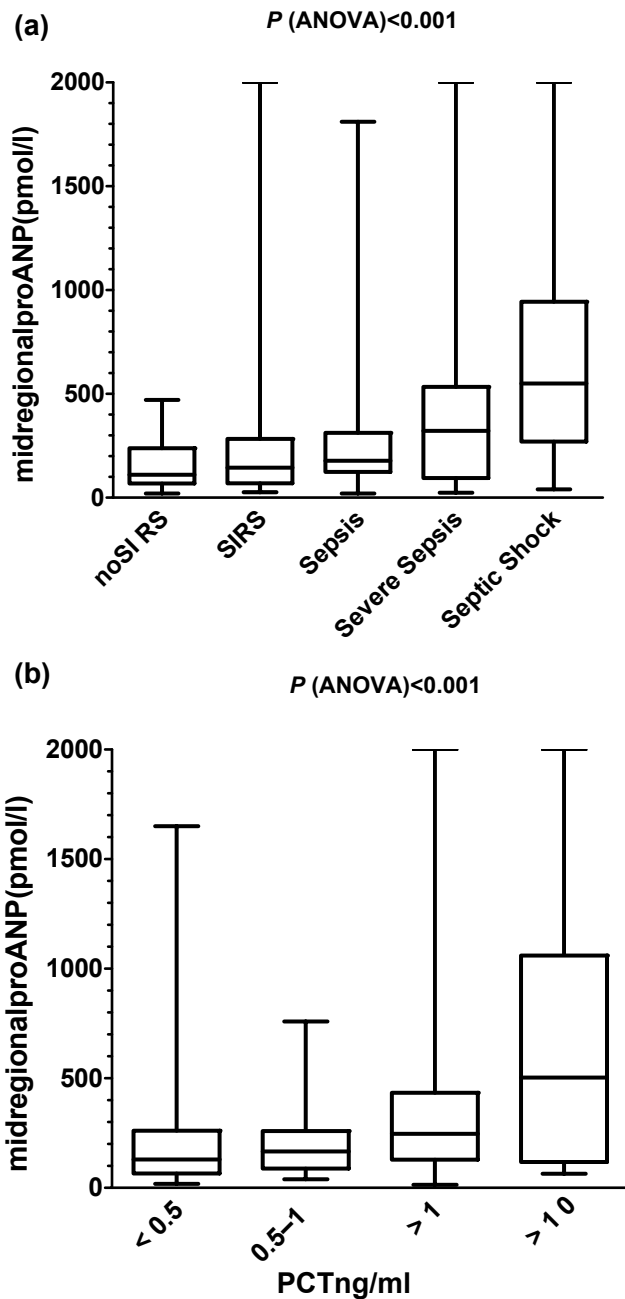 (a)
P (ANOVA)<0.001
midregionalproANP(pmol/l)
2000
1500
1000
500
0
noSI RS
SIRS
Sepsis
Severe Sepsis
Septic Shock
(b)
P (ANOVA)<0.001
midregionalproANP(pmol/l)
2000
1500
1000
500
0
< 0.5
0.5–1
> 1
> 1 0
PCTng/ml